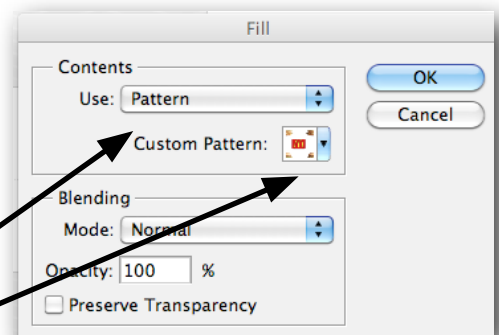 Fill
Contents
Use: Pattern
Custom Pattern:
OK
Cancel
Blending
Mode: Normal
Opacity: 100 %
Preserve Transparency